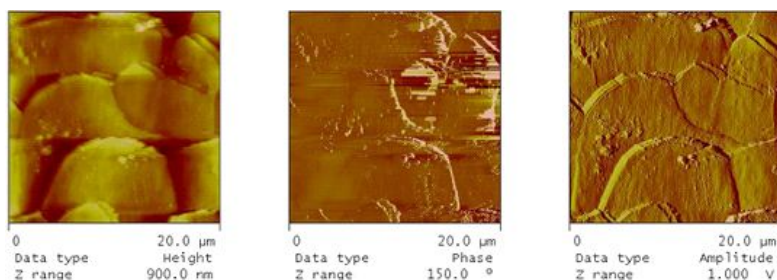 0 20.0 μm
Data type Height
Z range 900.0 nm
0 20.0 μm
Data type Phase
Z range 150.0 º
0 20.0 μm
Data type Amplitude
Z range 1.000 V